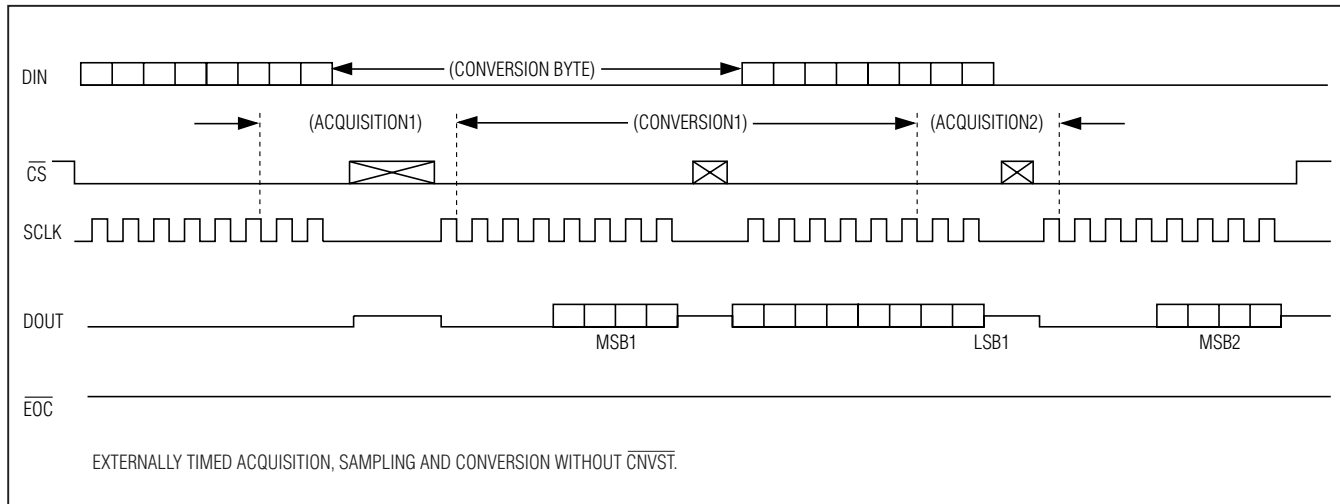 DIN
(CONVERSION BYTE)
(ACQUISITION1)
(CONVERSION1)
(ACQUISITION2)
CS
SCLK
DOUT
MSB1
LSB1
MSB2
EOC
EXTERNALLY TIMED ACQUISITION, SAMPLING AND CONVERSION WITHOUT CNVST.